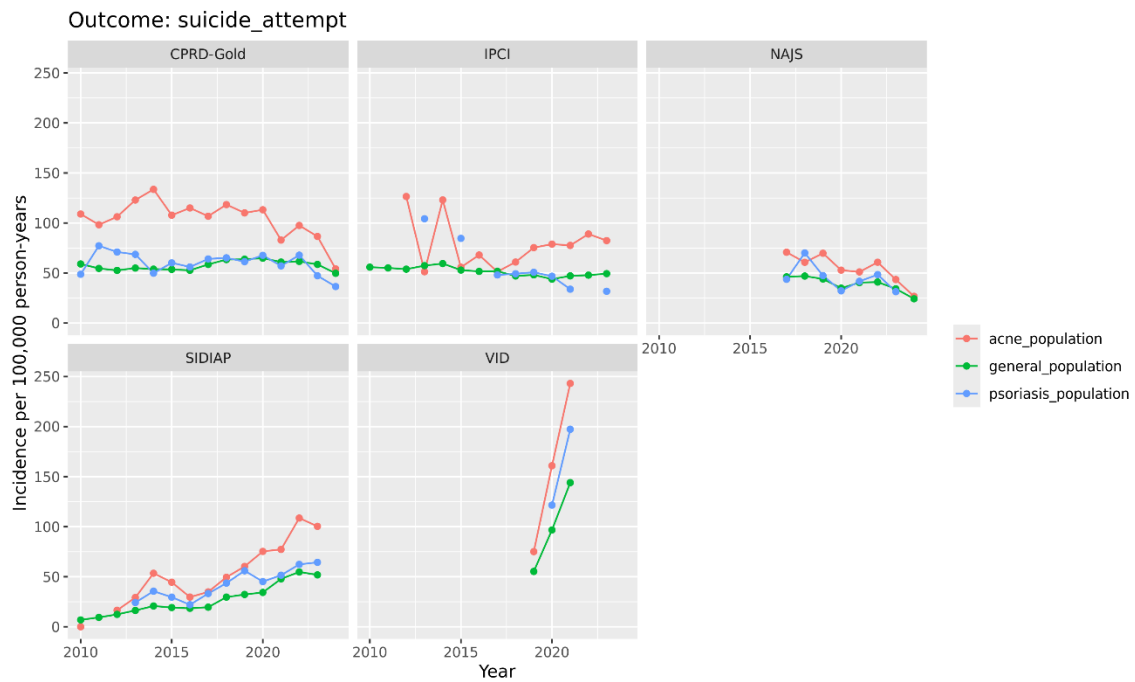 Outcome: suicide_attempt
CPRD-Gold IPCI NAJS
250
200
150
100
50
0
2010 2015 2020
SIDIAP VID
250
200
150
100
50
0
2010 2015 2020 2010 2015 2020
Year
Incidence per 100,000 person-years
acne_population
general_population
psoriasis_population